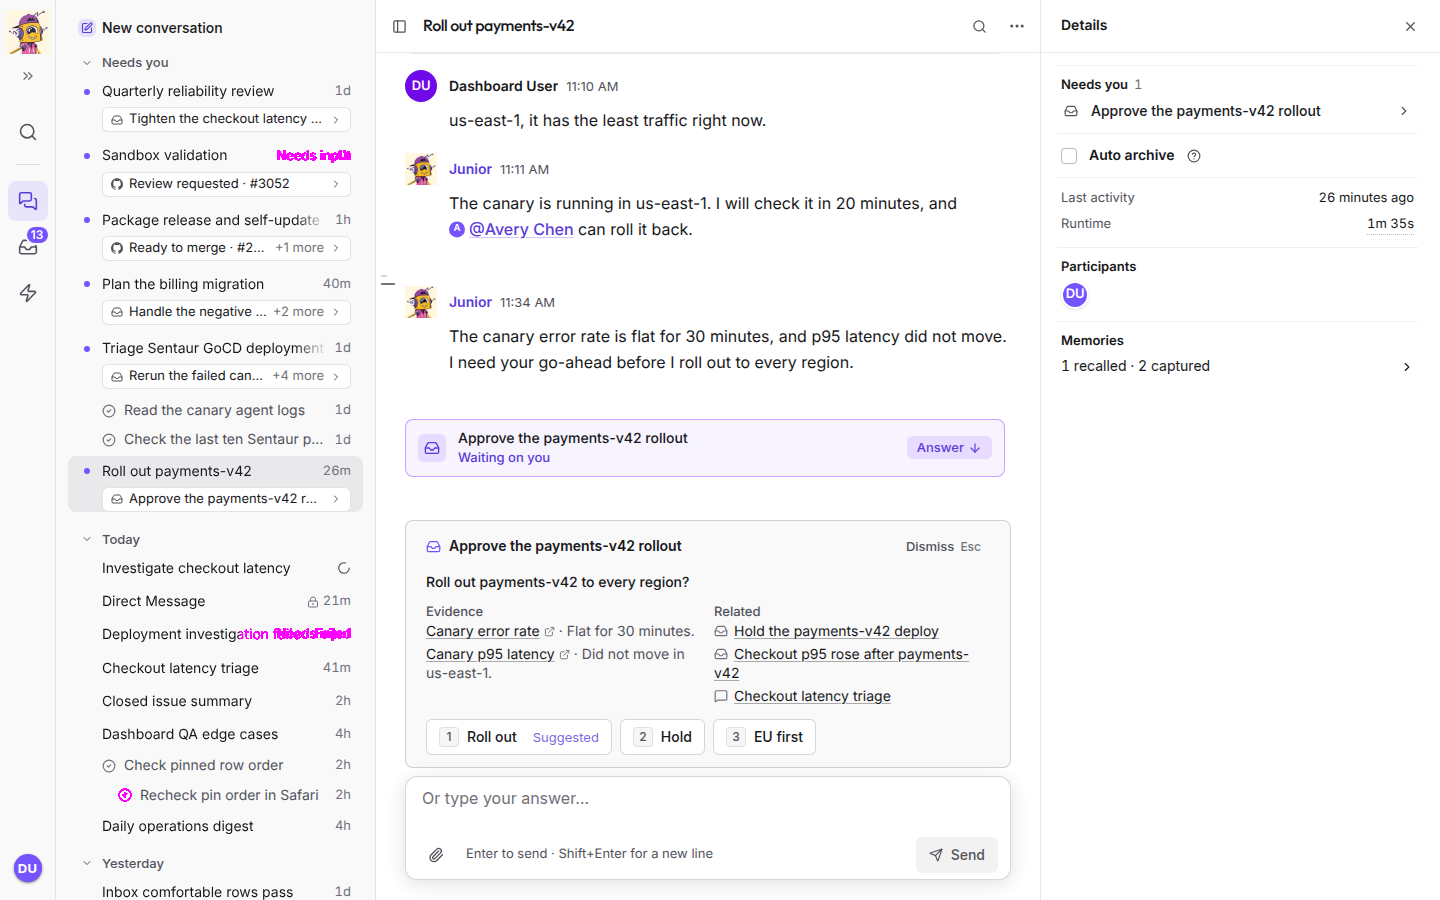 New conversation
Needs you
Quarterly reliability review 1d
Tighten the checkout latency ...
Sandbox validation
Review requested · #3052
Package release and self-update 1h
Ready to merge · #2... +1 more
Plan the billing migration 40m
Handle the negative ... +2 more
Triage Sentaur GoCD deployment 1d
Rerun the failed can... +4 more
Read the canary agent logs 1d
Check the last ten Sentaur p... 1d
Roll out payments-v42 26m
Approve the payments-v42 r...
Today
Investigate checkout latency
Direct Message 21m
Deployment investigation
Checkout latency triage 41m
Closed issue summary 2h
Dashboard QA edge cases 4h
Check pinned row order 2h
Recheck pin order in Safari 2h
Daily operations digest 4h
Yesterday
Inbox comfortable rows pass 1d
13
DU
Roll out payments-v42
DU
Dashboard User 11:10 AM
us-east-1, it has the least traffic right now.
Junior 11:11 AM
The canary is running in us-east-1. I will check it in 20 minutes, and
A @Avery Chen can roll it back.
Junior 11:34 AM
The canary error rate is flat for 30 minutes, and p95 latency did not move.
I need your go-ahead before I roll out to every region.
Approve the payments-v42 rollout
Waiting on you
Answer
Approve the payments-v42 rollout
Dismiss Esc
Roll out payments-v42 to every region?
Evidence
Canary error rate · Flat for 30 minutes.
Canary p95 latency · Did not move in
us-east-1.
Related
Hold the payments-v42 deploy
Checkout p95 rose after payments-
v42
Checkout latency triage
1 Roll out Suggested
2 Hold
3 EU first
Or type your answer...
Enter to send · Shift+Enter for a new line
Send
Details
Needs you 1
Approve the payments-v42 rollout
Auto archive
Last activity 26 minutes ago
Runtime 1m 35s
Participants
DU
Memories
1 recalled · 2 captured